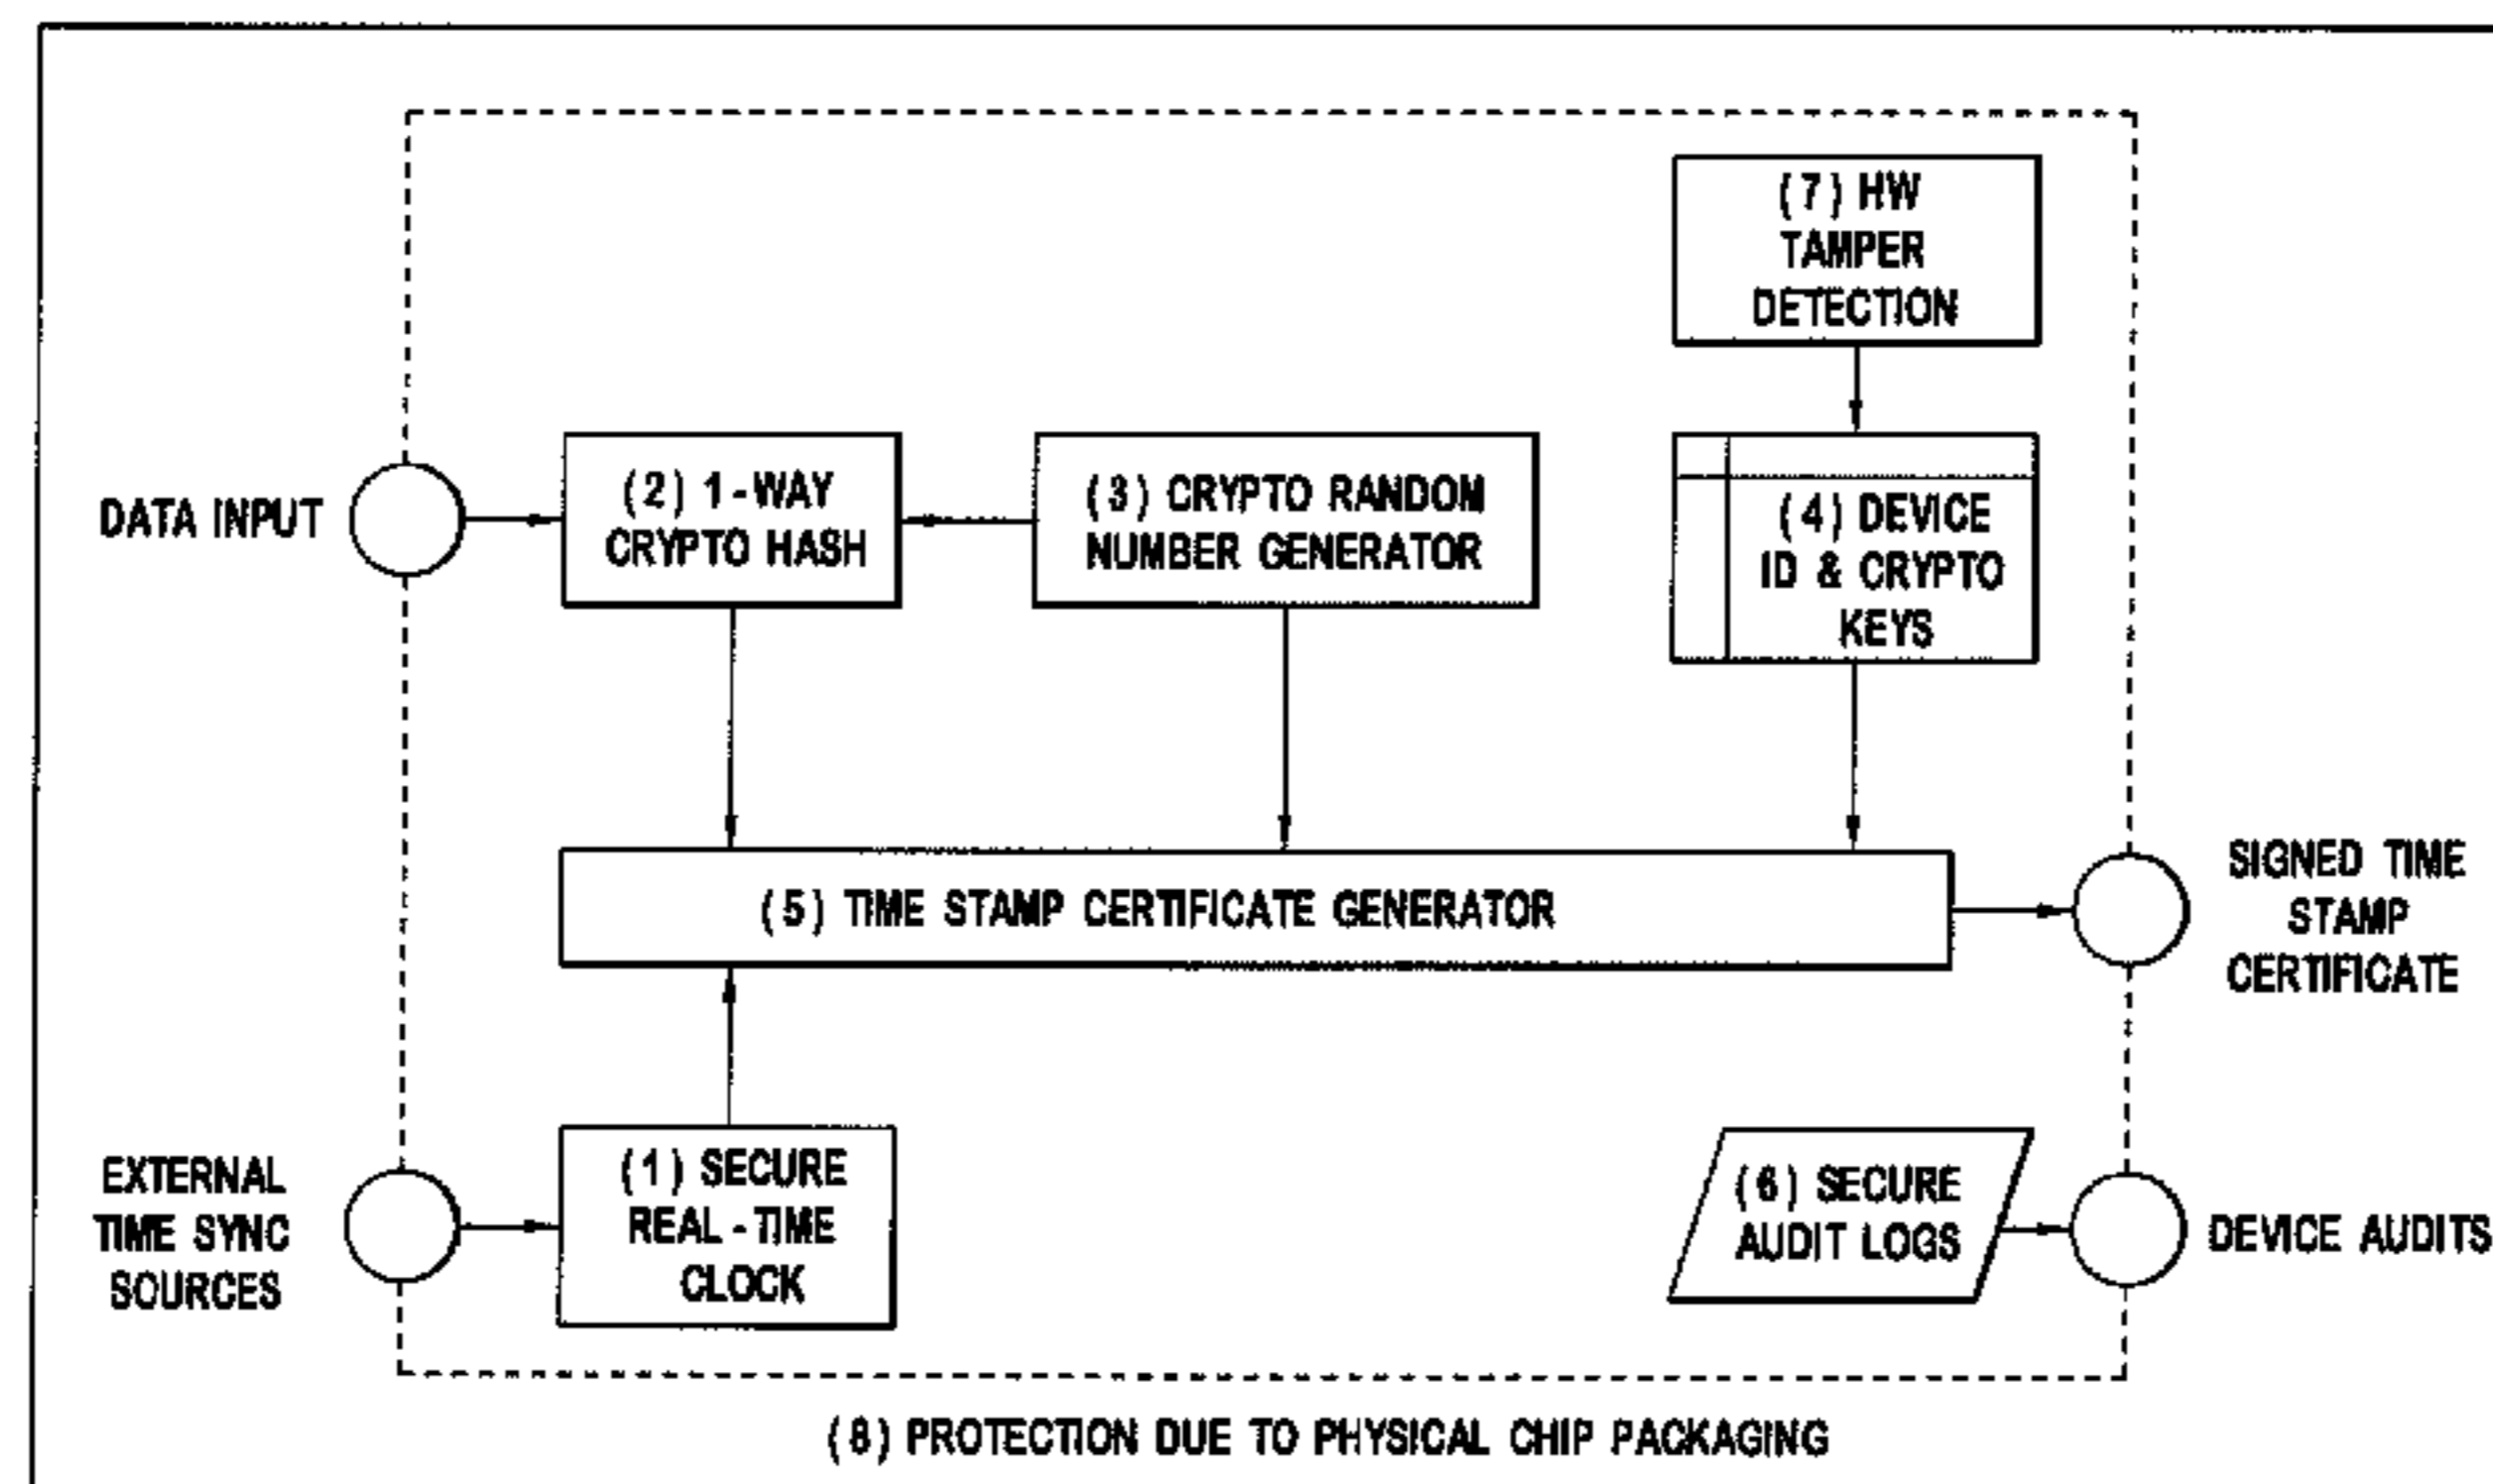 (7) HW
TAMPER
DETECTION
DATA INPUT
(2) 1-WAY
CRYPTO HASH
(3) CRYPTO RANDOM
NUMBER GENERATOR
(4) DEVICE
ID & CRYPTO
KEYS
(5) TIME STAMP CERTIFICATE GENERATOR
SIGNED TIME
STAMP
CERTIFICATE
EXTERNAL
TIME SYNC
SOURCES
(1) SECURE
REAL-TIME
CLOCK
(6) SECURE
AUDIT LOGS
DEVICE AUDITS
(8) PROTECTION DUE TO PHYSICAL CHIP PACKAGING